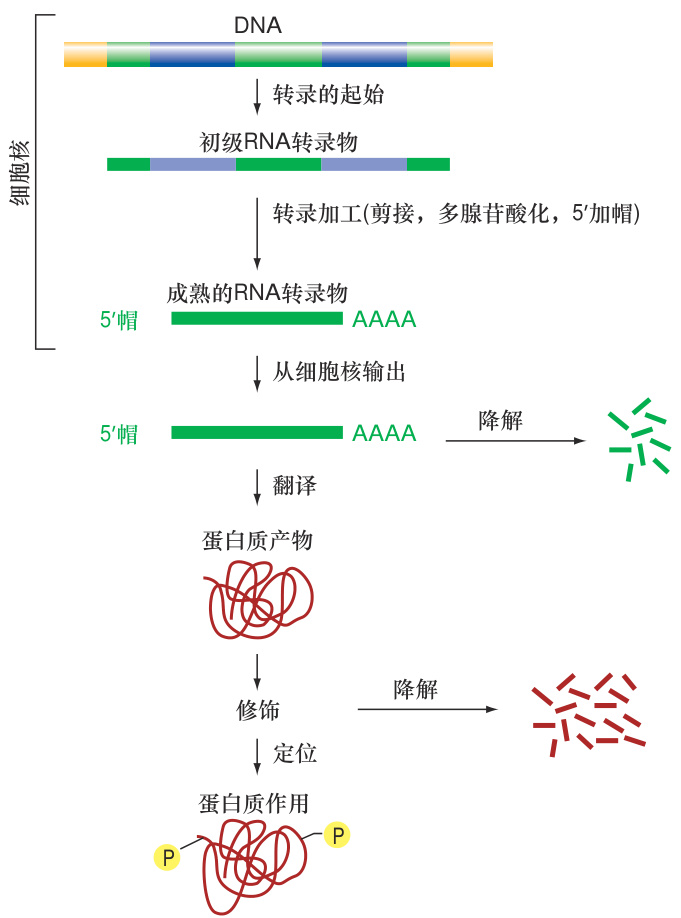 DNA
转录的起始
初级RNA转录物
细胞核
转录加工(剪接，多腺苷酸化，5′加帽)
成熟的RNA转录物
5′帽 AAAA
从细胞核输出
5′帽 AAAA
降解
翻译
蛋白质产物
修饰
降解
定位
蛋白质作用
P
P